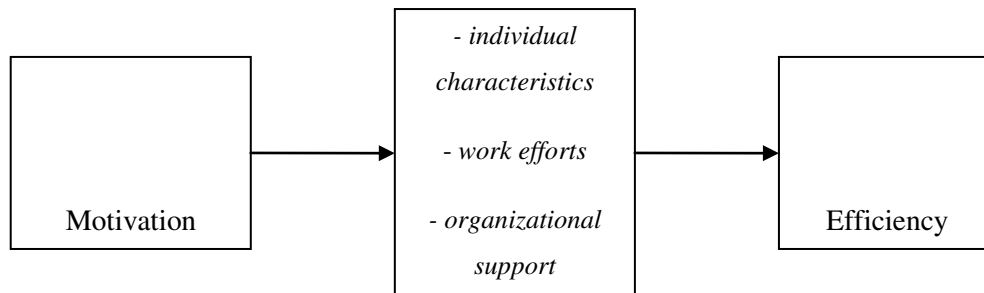 Motivation
- individual
characteristics
- work efforts
- organizational
support
Efficiency